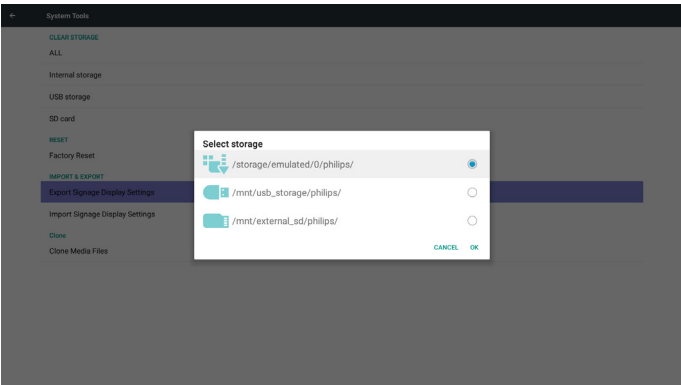 System Tools
CLEAR STORAGE
ALL
Internal storage
USB storage
SD card
RESET
Factory Reset
IMPORT & EXPORT
Export Signage Display Settings
Import Signage Display Settings
Clone
Clone Media Files
Select storage
/storage/emulated/0/philips/
/mnt/usb_storage/philips/
/mnt/external_sd/philips/
CANCEL OK